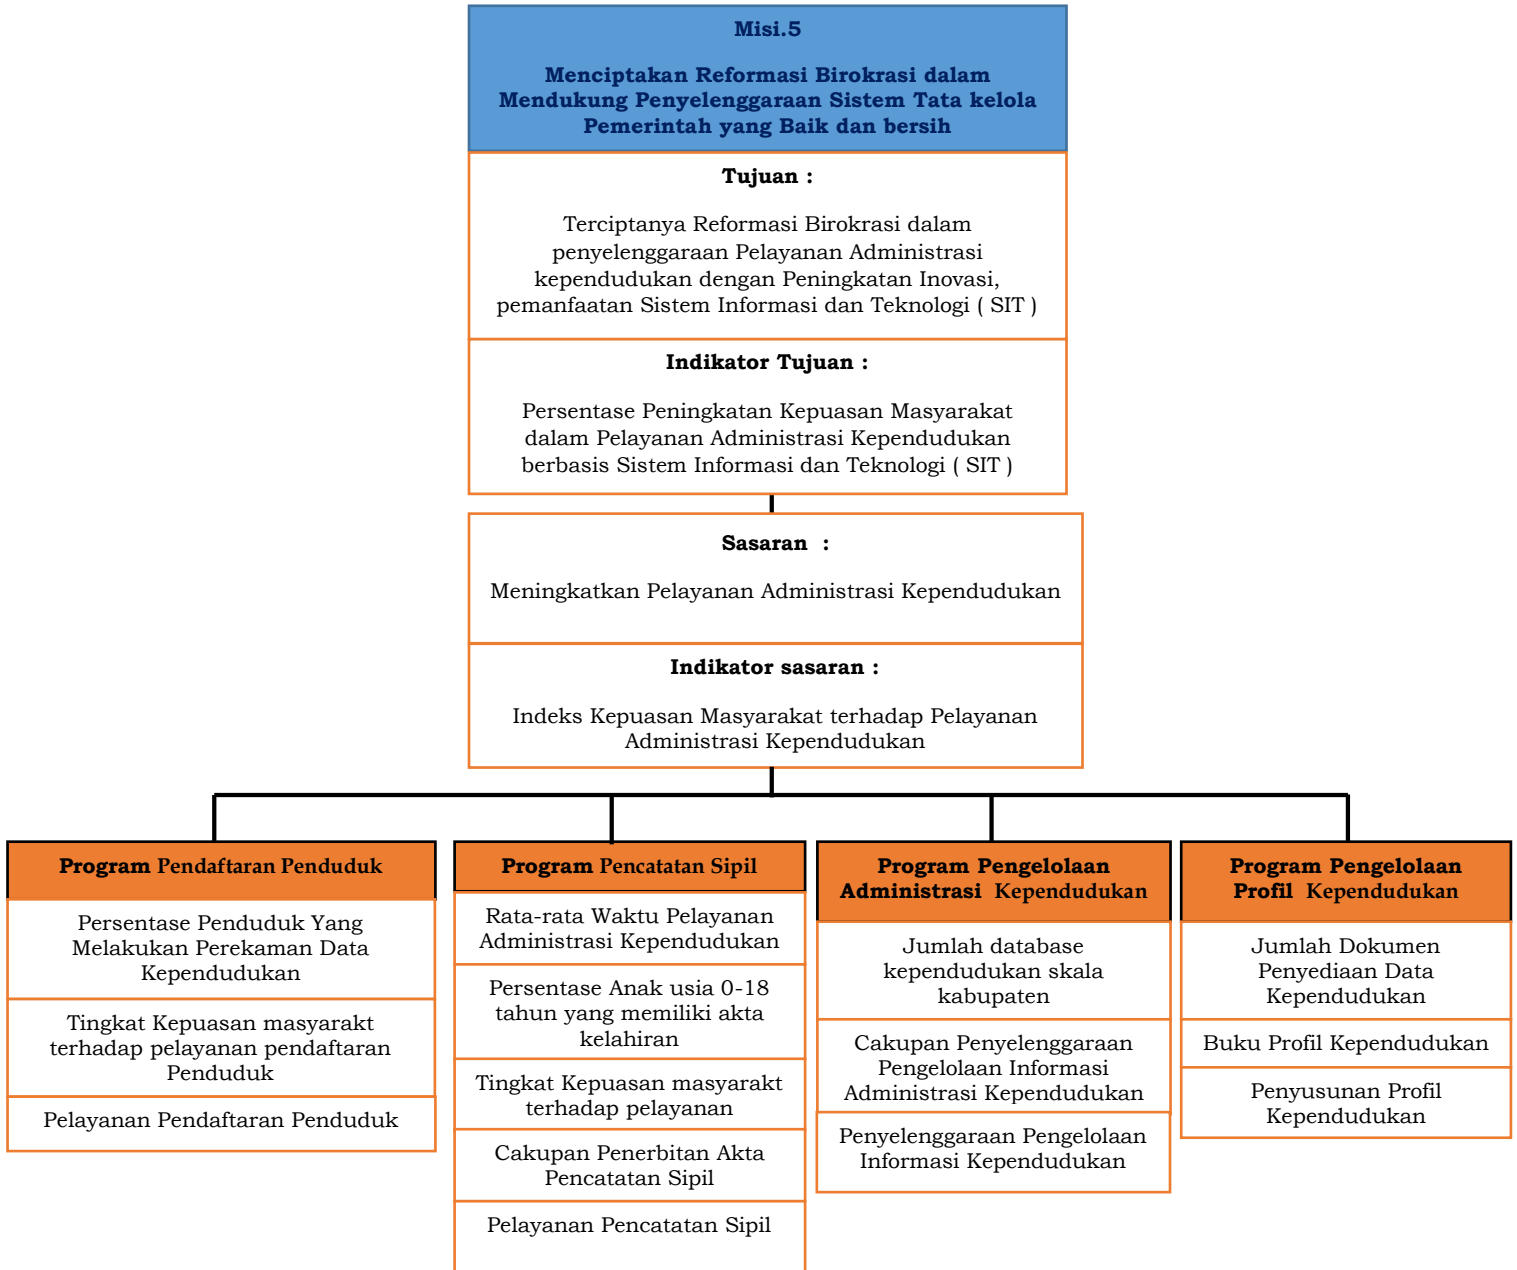 Misi.5
Menciptakan Reformasi Birokrasi dalam
Mendukung Penyelenggaraan Sistem Tata kelola
Pemerintah yang Baik dan bersih
Tujuan :
Terciptanya Reformasi Birokrasi dalam
penyelenggaraan Pelayanan Administrasi
kependudukan dengan Peningkatan Inovasi,
pemanfaatan Sistem Informasi dan Teknologi ( SIT )
Indikator Tujuan :
Persentase Peningkatan Kepuasan Masyarakat
dalam Pelayanan Administrasi Kependudukan
berbasis Sistem Informasi dan Teknologi ( SIT )
Sasaran  :
Meningkatkan Pelayanan Administrasi Kependudukan
Indikator sasaran :
Indeks Kepuasan Masyarakat terhadap Pelayanan
Administrasi Kependudukan
Program Pendaftaran Penduduk
Persentase Penduduk Yang
Melakukan Perekaman Data
Kependudukan
Tingkat Kepuasan masyarakt
terhadap pelayanan pendaftaran
Penduduk
Pelayanan Pendaftaran Penduduk
Program Pencatatan Sipil
Rata-rata Waktu Pelayanan
Administrasi Kependudukan
Persentase Anak usia 0-18
tahun yang memiliki akta
kelahiran
Tingkat Kepuasan masyarakt
terhadap pelayanan
Cakupan Penerbitan Akta
Pencatatan Sipil
Pelayanan Pencatatan Sipil
Program Pengelolaan
Administrasi  Kependudukan
Jumlah database
kependudukan skala
kabupaten
Cakupan Penyelenggaraan
Pengelolaan Informasi
Administrasi Kependudukan
Penyelenggaraan Pengelolaan
Informasi Kependudukan
Program Pengelolaan
Profil  Kependudukan
Jumlah Dokumen
Penyediaan Data
Kependudukan
Buku Profil Kependudukan
Penyusunan Profil
Kependudukan